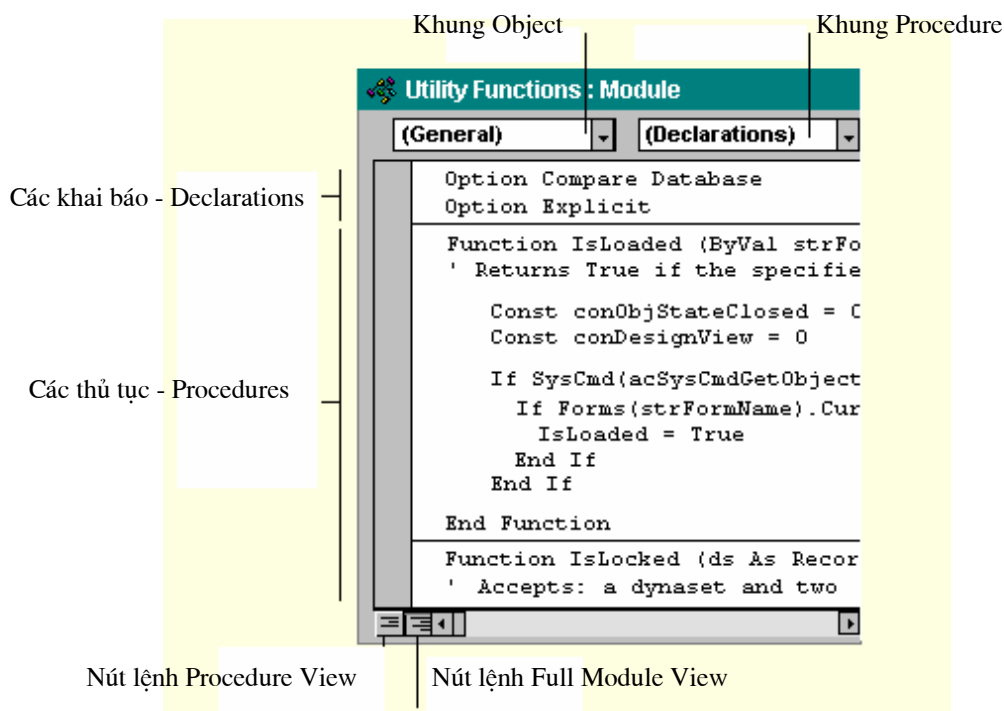 Khung Object
Khung Procedure
Utility Functions : Module
(General)
(Declarations)
Các khai báo - Declarations
Option Compare Database
Option Explicit
Function IsLoaded (ByVal strFo
' Returns True if the specifie
Const conObjStateClosed = 0
Const conDesignView = 0
If SysCmd(acSysCmdGetObject
Các thủ tục - Procedures
If Forms(strFormName).Cur
IsLoaded = True
End If
End If
End Function
Function IsLocked (ds As Recor
' Accepts: a dynaset and two
Nút lệnh Procedure View
Nút lệnh Full Module View